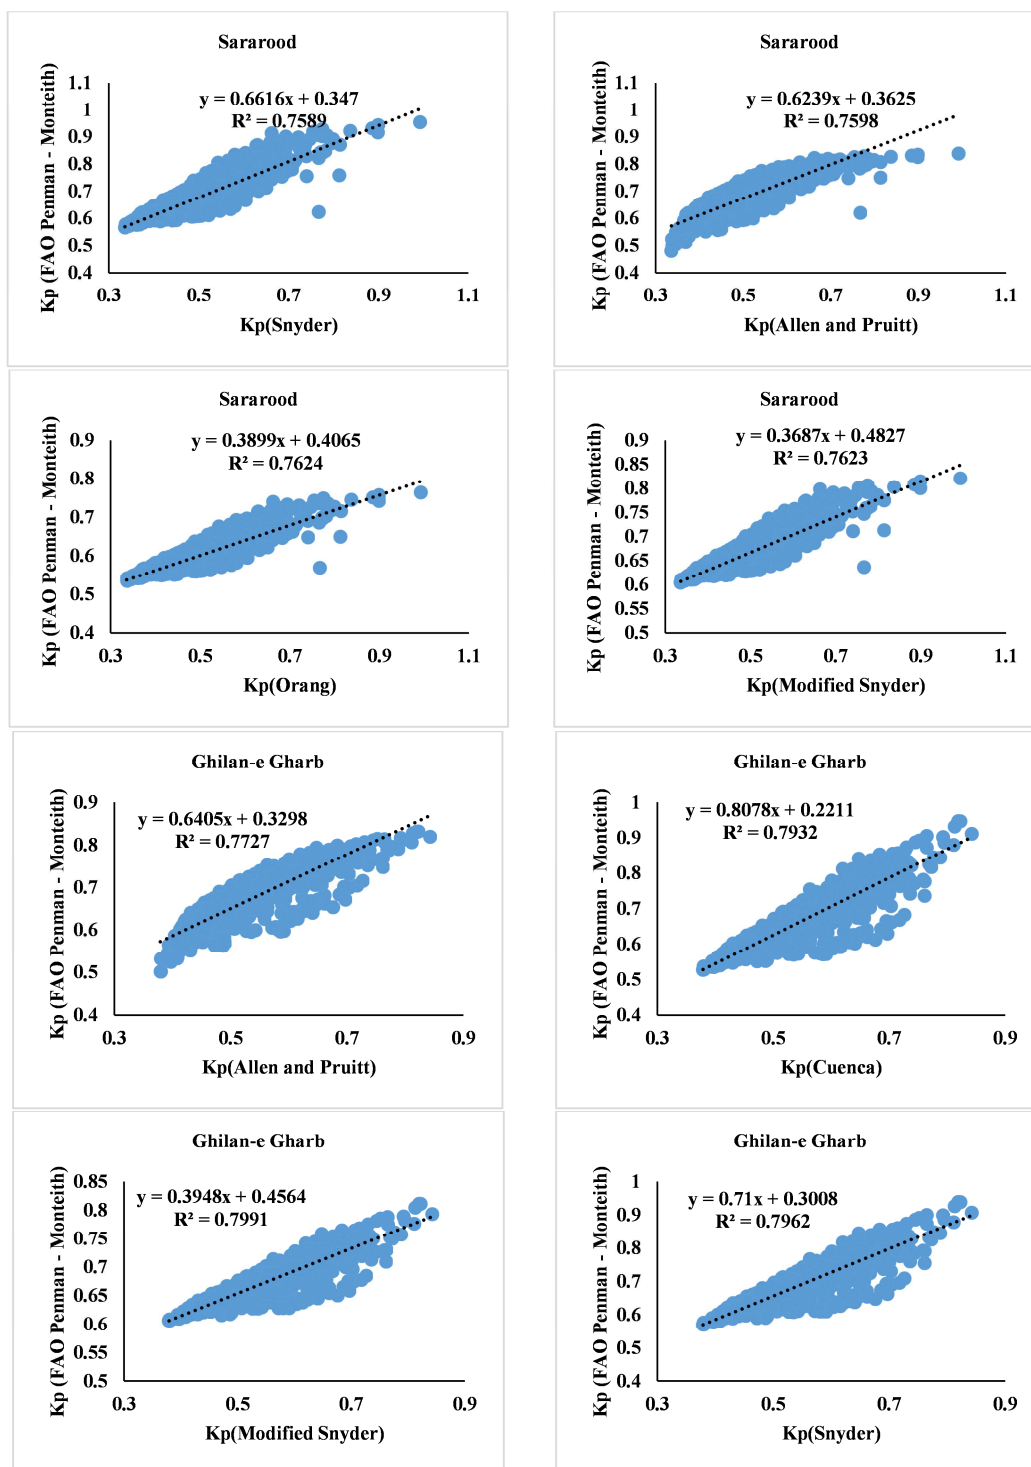 Sararood
Kp (FAO Penman - Monteith)
1.1
1
0.9
0.8
0.7
0.6
0.5
0.4
y = 0.6616x + 0.347
R² = 0.7589
0.3 0.5 0.7 0.9 1.1
Kp(Snyder)
Sararood
Kp (FAO Penman - Monteith)
1.1
1
0.9
0.8
0.7
0.6
0.5
0.4
y = 0.6239x + 0.3625
R² = 0.7598
0.3 0.5 0.7 0.9 1.1
Kp(Allen and Pruitt)
Sararood
Kp (FAO Penman - Monteith)
0.9
0.8
0.7
0.6
0.5
0.4
y = 0.3899x + 0.4065
R² = 0.7624
0.3 0.5 0.7 0.9 1.1
Kp(Orang)
Sararood
Kp (FAO Penman - Monteith)
0.9
0.85
0.8
0.75
0.7
0.65
0.6
0.55
0.5
y = 0.3687x + 0.4827
R² = 0.7623
0.3 0.5 0.7 0.9 1.1
Kp(Modified Snyder)
Ghilan-e Gharb
Kp (FAO Penman - Monteith)
0.9
0.8
0.7
0.6
0.5
0.4
y = 0.6405x + 0.3298
R² = 0.7727
0.3 0.5 0.7 0.9
Kp(Allen and Pruitt)
Ghilan-e Gharb
Kp (FAO Penman - Monteith)
1
0.9
0.8
0.7
0.6
0.5
0.4
y = 0.8078x + 0.2211
R² = 0.7932
0.3 0.5 0.7 0.9
Kp(Cuenca)
Ghilan-e Gharb
Kp (FAO Penman - Monteith)
0.85
0.8
0.75
0.7
0.65
0.6
0.55
0.5
y = 0.3948x + 0.4564
R² = 0.7991
0.3 0.5 0.7 0.9
Kp(Modified Snyder)
Ghilan-e Gharb
Kp (FAO Penman - Monteith)
1
0.9
0.8
0.7
0.6
0.5
0.4
y = 0.71x + 0.3008
R² = 0.7962
0.3 0.5 0.7 0.9
Kp(Snyder)